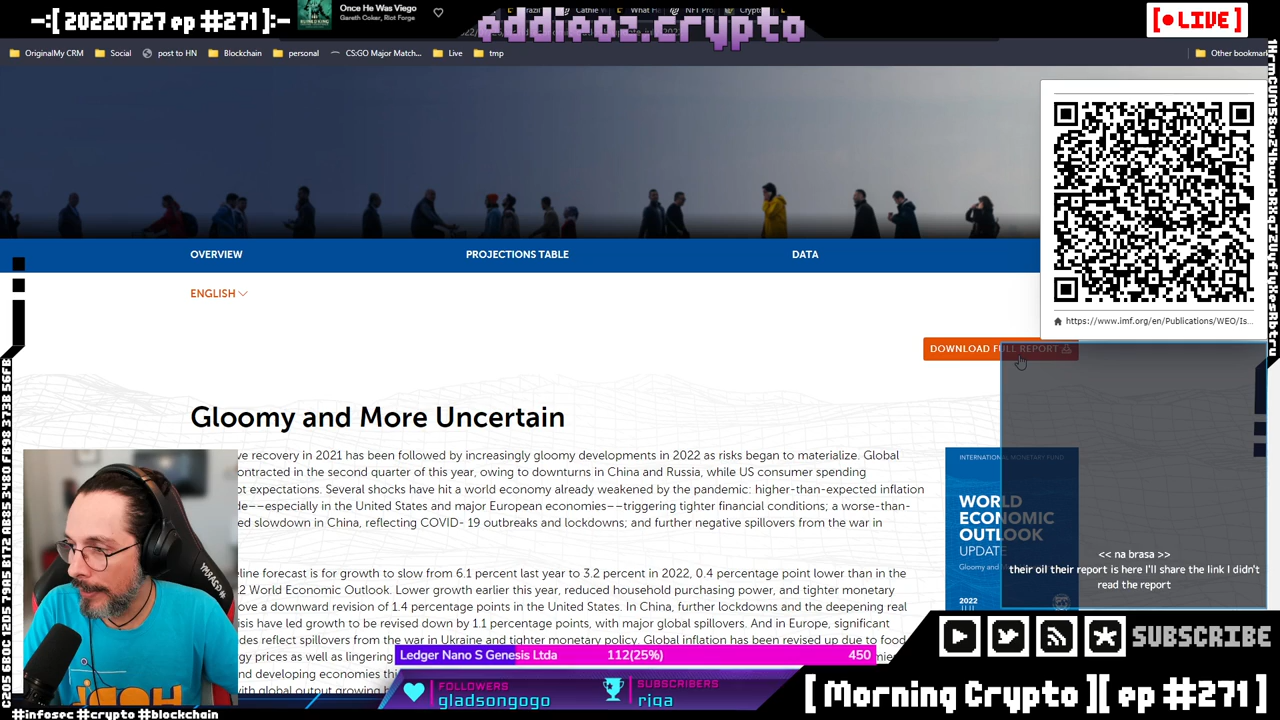 -:[ 20220727 ep #271 ]:-
Once He Was Viego
Gareth Coker, Riot Forge
eddieoz.crypto
[ ● LIVE ]
OriginalMy CRM
Social
post to HN
Blockchain
personal
CS:GO Major Match...
Live
tmp
Other bookmar
OVERVIEW
PROJECTIONS TABLE
DATA
ENGLISH
https://www.imf.org/en/Publications/WEO/Is...
DOWNLOAD FULL REPORT
Gloomy and More Uncertain
ve recovery in 2021 has been followed by increasingly gloomy developments in 2022 as risks began to materialize. Global
ontracted in the second quarter of this year, owing to downturns in China and Russia, while US consumer spending
ot expectations. Several shocks have hit a world economy already weakened by the pandemic: higher-than-expected inflation
de––especially in the United States and major European economies––triggering tighter financial conditions; a worse-than-
ed slowdown in China, reflecting COVID- 19 outbreaks and lockdowns; and further negative spillovers from the war in
eline forecast is for growth to slow from 6.1 percent last year to 3.2 percent in 2022, 0.4 percentage point lower than in the
2 World Economic Outlook. Lower growth earlier this year, reduced household purchasing power, and tighter monetary
ove a downward revision of 1.4 percentage points in the United States. In China, further lockdowns and the deepening real
isis have led growth to be revised down by 1.1 percentage points, with major global spillovers. And in Europe, significant
des reflect spillovers from the war in Ukraine and tighter monetary policy. Global inflation has been revised up due to food
gy prices as well as lingering
nd developing economies thi
with global output growing b
INTERNATIONAL MONETARY FUND
WORLD
ECONOMIC
OUTLOOK
UPDATE
Gloomy and
2022
<< na brasa >>
their oil their report is here I'll share the link I didn't
read the report
Ledger Nano S Genesis Ltda 112(25%) 450
FOLLOWERS
gladsongogo
SUBSCRIBERS
riga
SUBSCRIBE
[ Morning Crypto ][ ep #271 ]
#infosec #crypto #blockchain